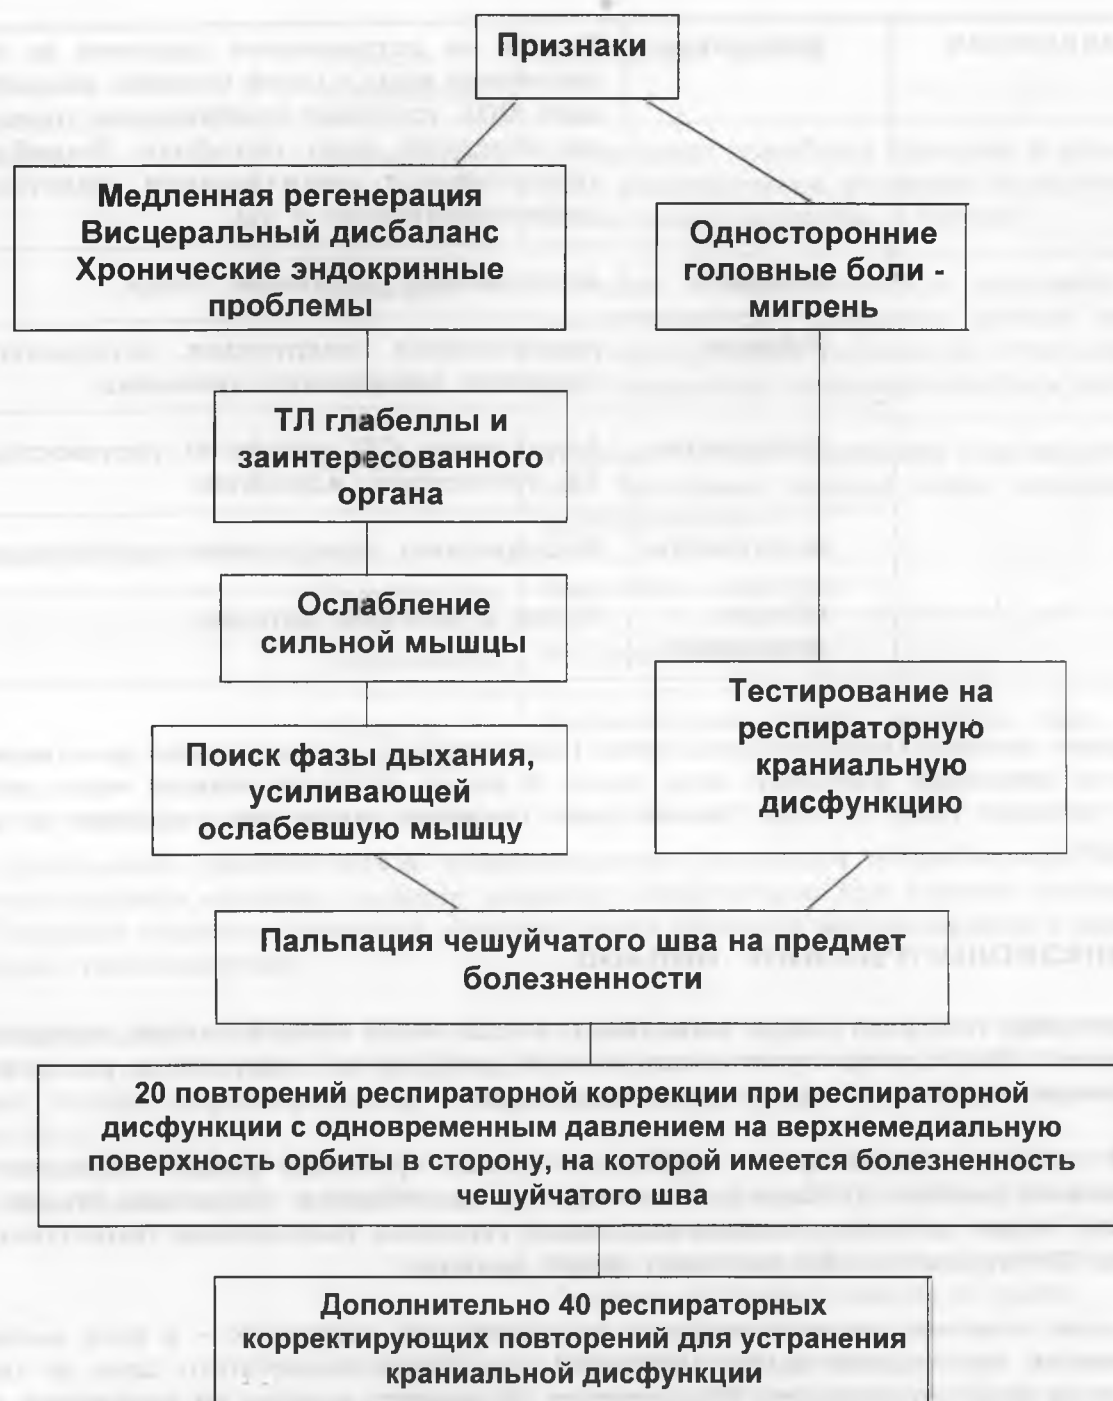 Признаки
Медленная регенерация
Висцеральный дисбаланс
Хронические эндокринные
проблемы
Односторонние
головные боли -
мигрень
ТЛ глабеллы и
заинтересованного
органа
Ослабление
сильной мышцы
Поиск фазы дыхания,
усиливающей
ослабевшую мышцу
Тестирование на
респираторную
краниальную
дисфункцию
Пальпация чешуйчатого шва на предмет
болезненности
20 повторений респираторной коррекции при респираторной
дисфункции с одновременным давлением на верхнемедиальную
поверхность орбиты в сторону, на которой имеется болезненность
чешуйчатого шва
Дополнительно 40 респираторных
корректирующих повторений для устранения
краниальной дисфункции